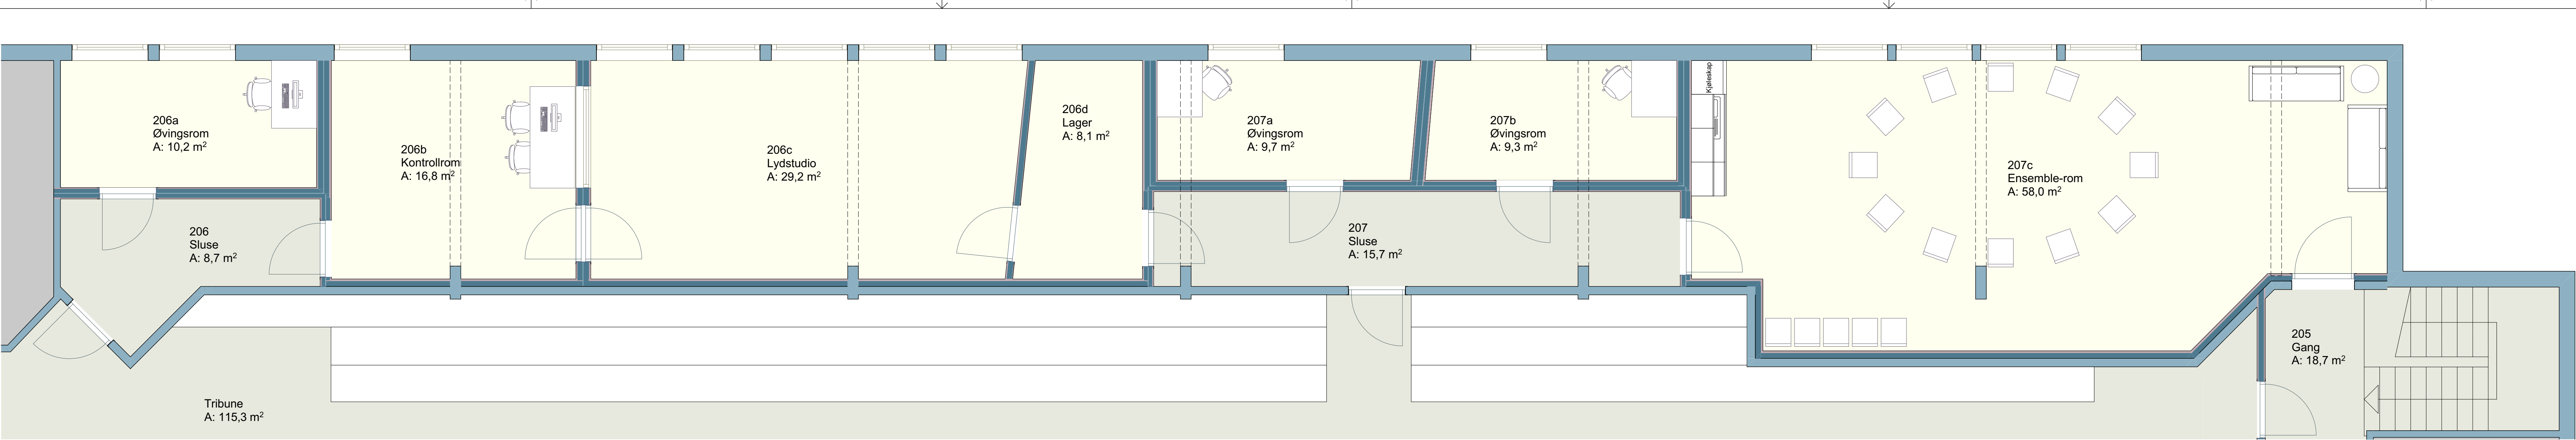 206a
Øvingsrom
A: 10,2 m²
206b
Kontrollrom
A: 16,8 m²
206c
Lydstudio
A: 29,2 m²
206d
Lager
A: 8,1 m²
207a
Øvingsrom
A: 9,7 m²
207b
Øvingsrom
A: 9,3 m²
Kjøleskap
207c
Ensemble-rom
A: 58,0 m²
206
Sluse
A: 8,7 m²
207
Sluse
A: 15,7 m²
205
Gang
A: 18,7 m²
Tribune
A: 115,3 m²